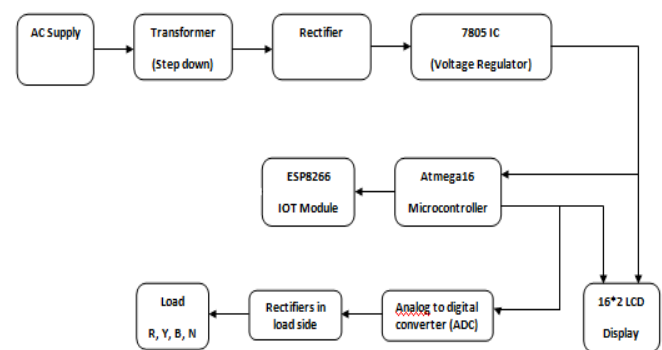 AC Supply
Transformer
(Step down)
Rectifier
7805 IC
(Voltage Regulator)
ESP8266
IOT Module
Atmega16
Microcontroller
Load
R, Y, B, N
Rectifiers in
load side
Analog to digital
converter (ADC)
16*2 LCD
Display